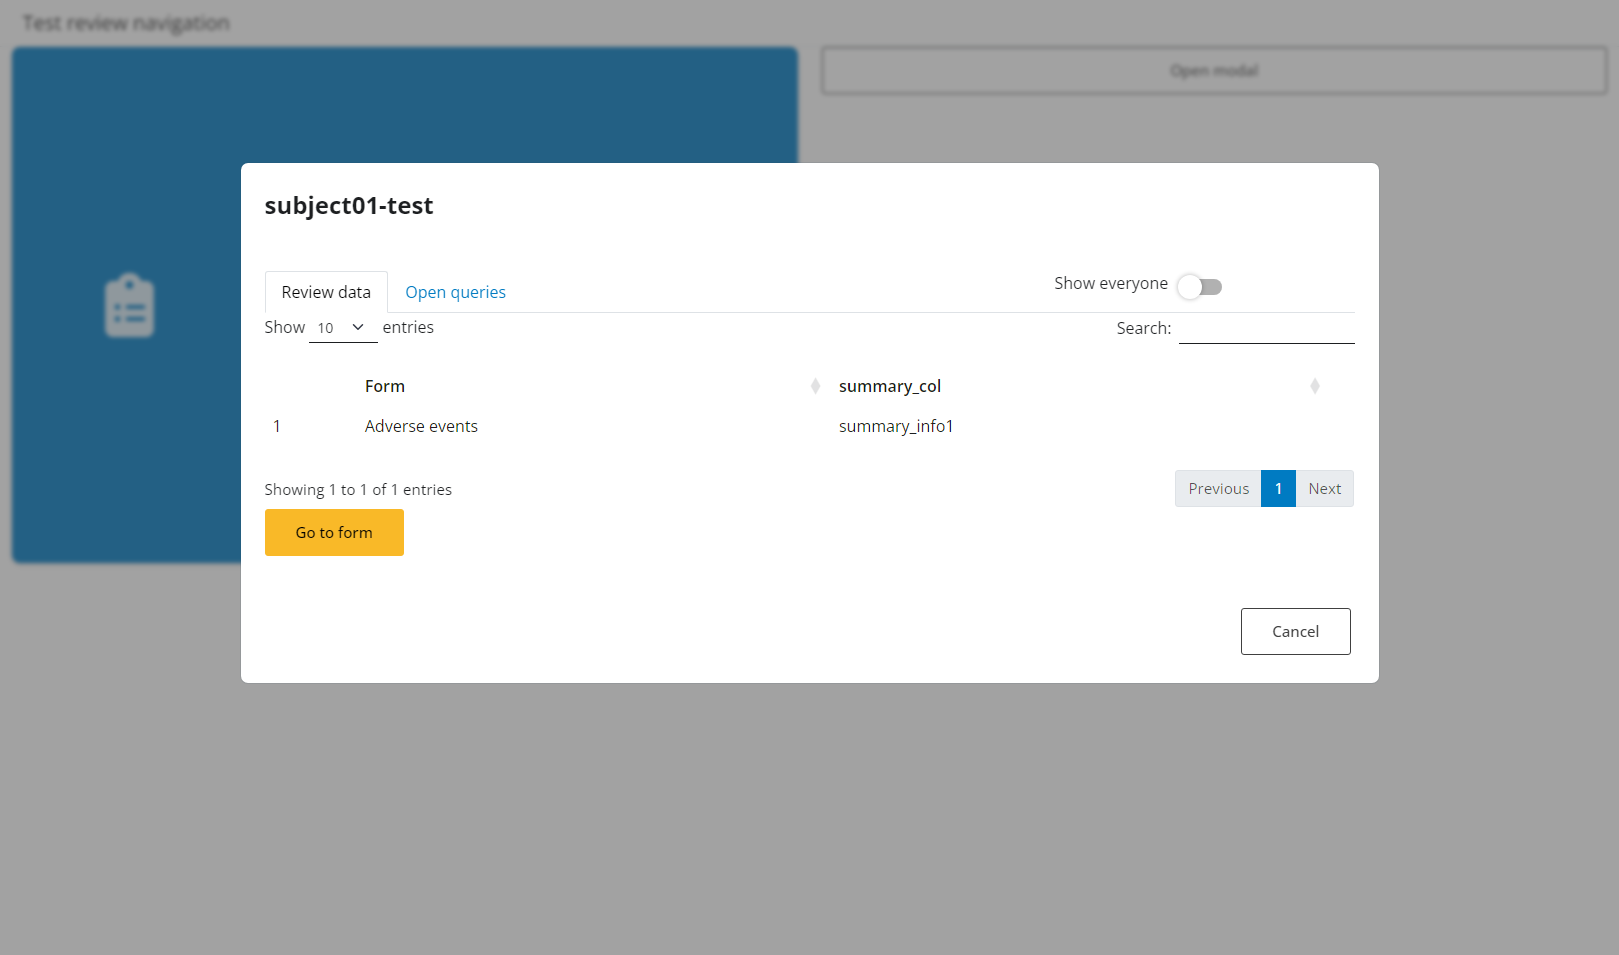 Test review navigation
Open modal
subject01-test
Review data Open queries Show everyone
Show 10 entries Search:
Form summary_col
1 Adverse events summary_info1
Showing 1 to 1 of 1 entries Previous 1 Next
Go to form
Cancel